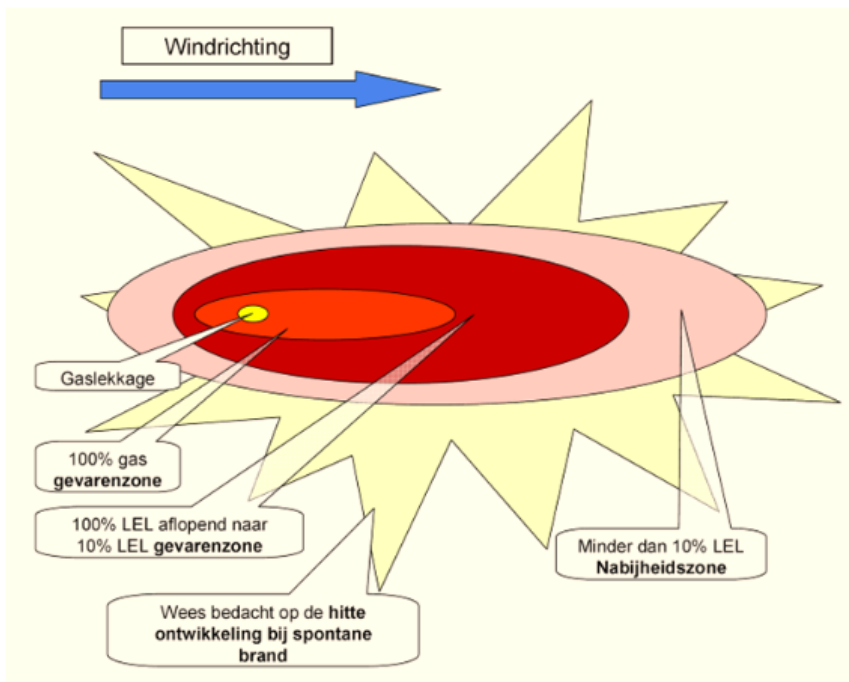 Windrichting
Gaslekkage
100% gas
gevarenzone
100% LEL aflopend naar
10% LEL gevarenzone
Minder dan 10% LEL
Nabijheidszone
Wees bedacht op de hitte
ontwikkeling bij spontane
brand